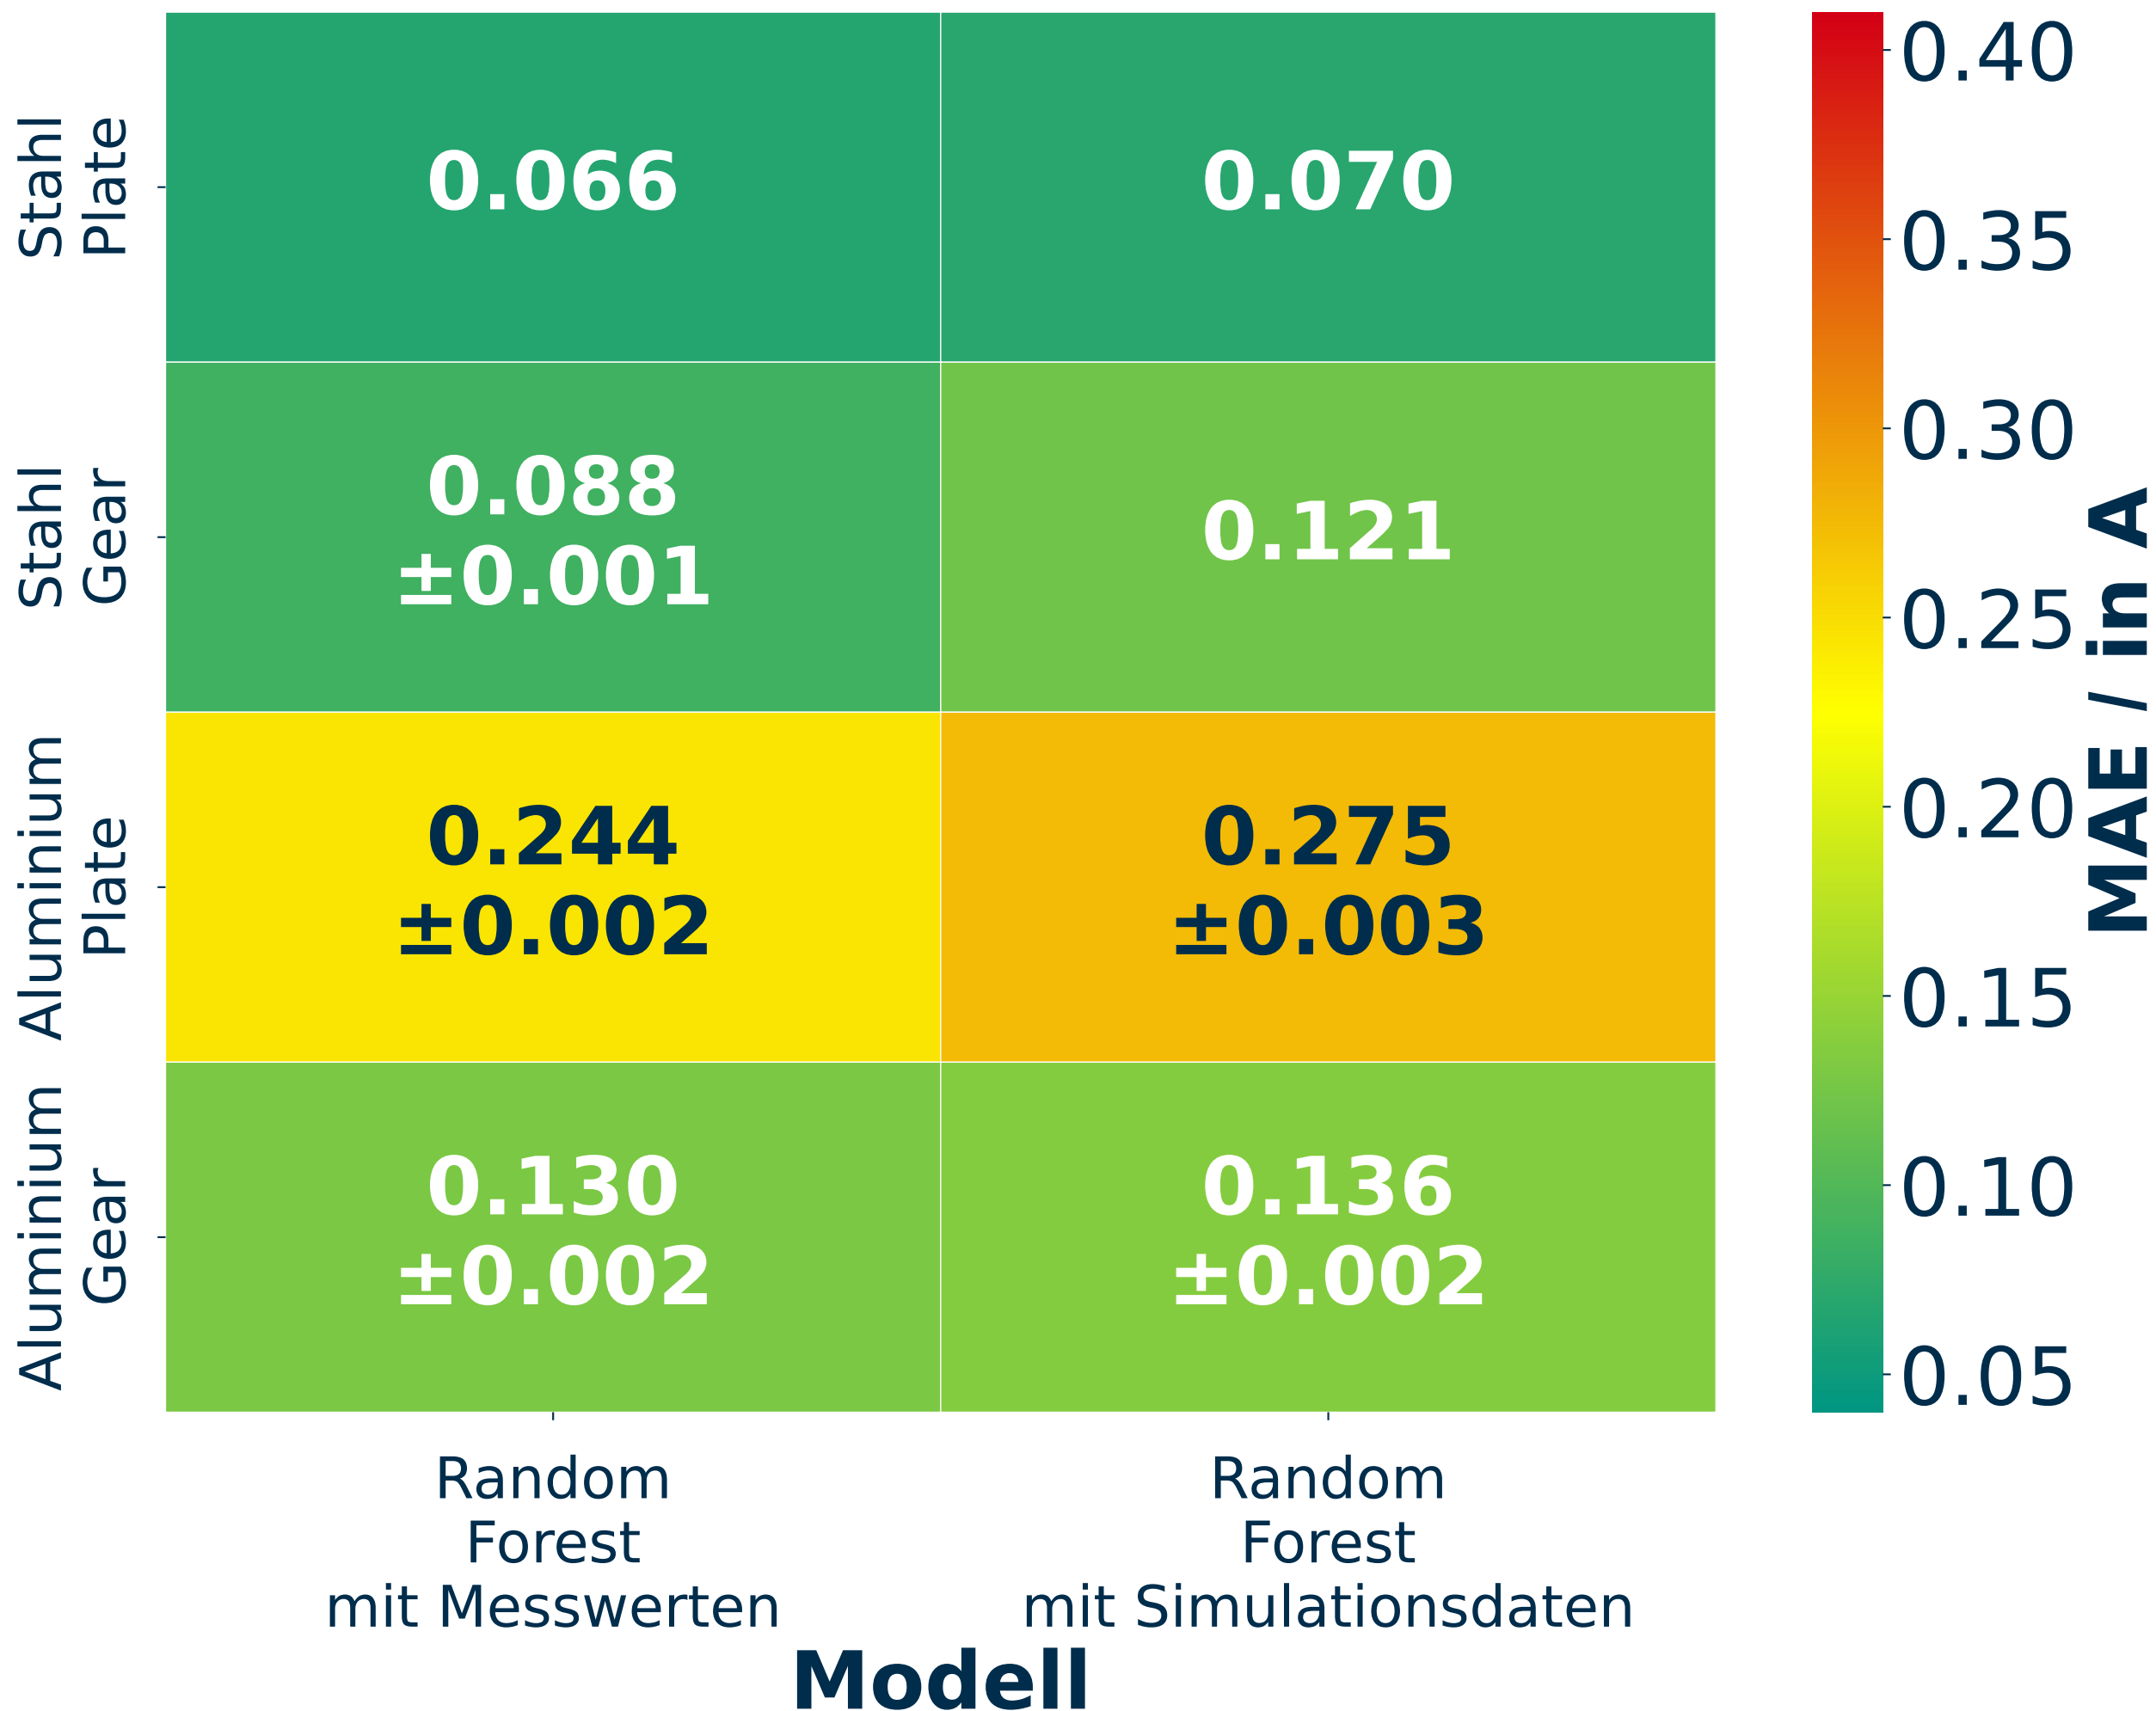 Stahl
Plate
0.066
0.070
Stahl
Gear
0.088
±0.001
0.121
Aluminium
Plate
0.244
±0.002
0.275
±0.003
Aluminium
Gear
0.130
±0.002
0.136
±0.002
Random
Forest
mit Messwerten
Random
Forest
mit Simulationsdaten
Modell
0.40
0.35
0.30
0.25
0.20
0.15
0.10
0.05
MAE / in A